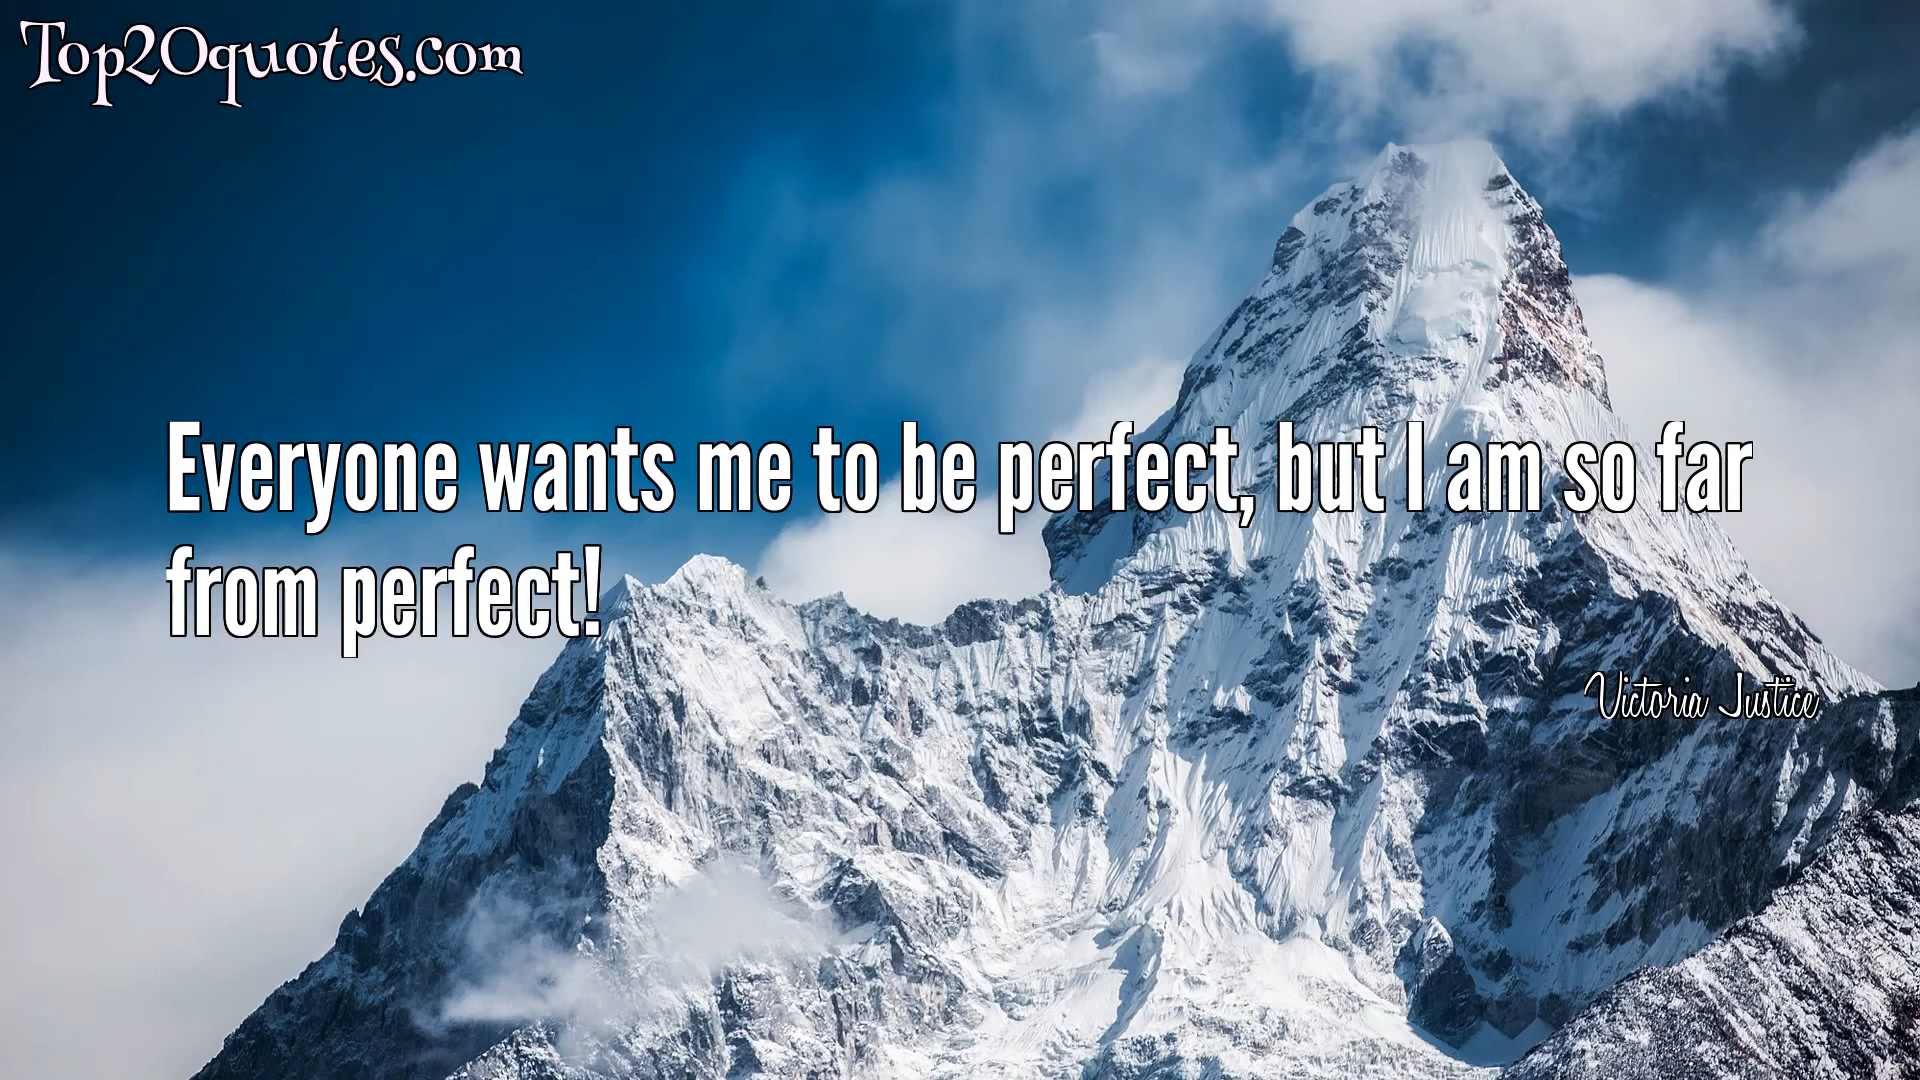 Top20quotes.com
Everyone wants me to be perfect, but I am so far
from perfect!
Victoria Justice